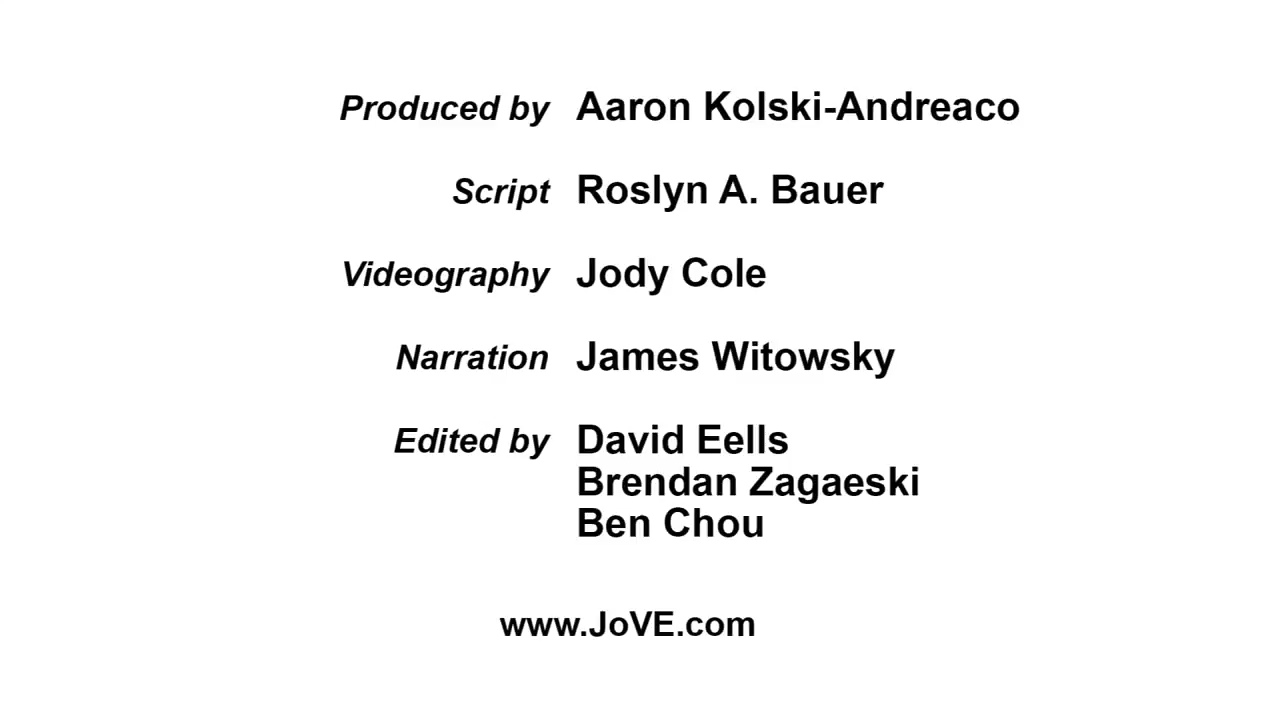 Produced by Aaron Kolski-Andreaco
Script Roslyn A. Bauer
Videography Jody Cole
Narration James Witowsky
Edited by David Eells
Brendan Zagaeski
Ben Chou
www.JoVE.com